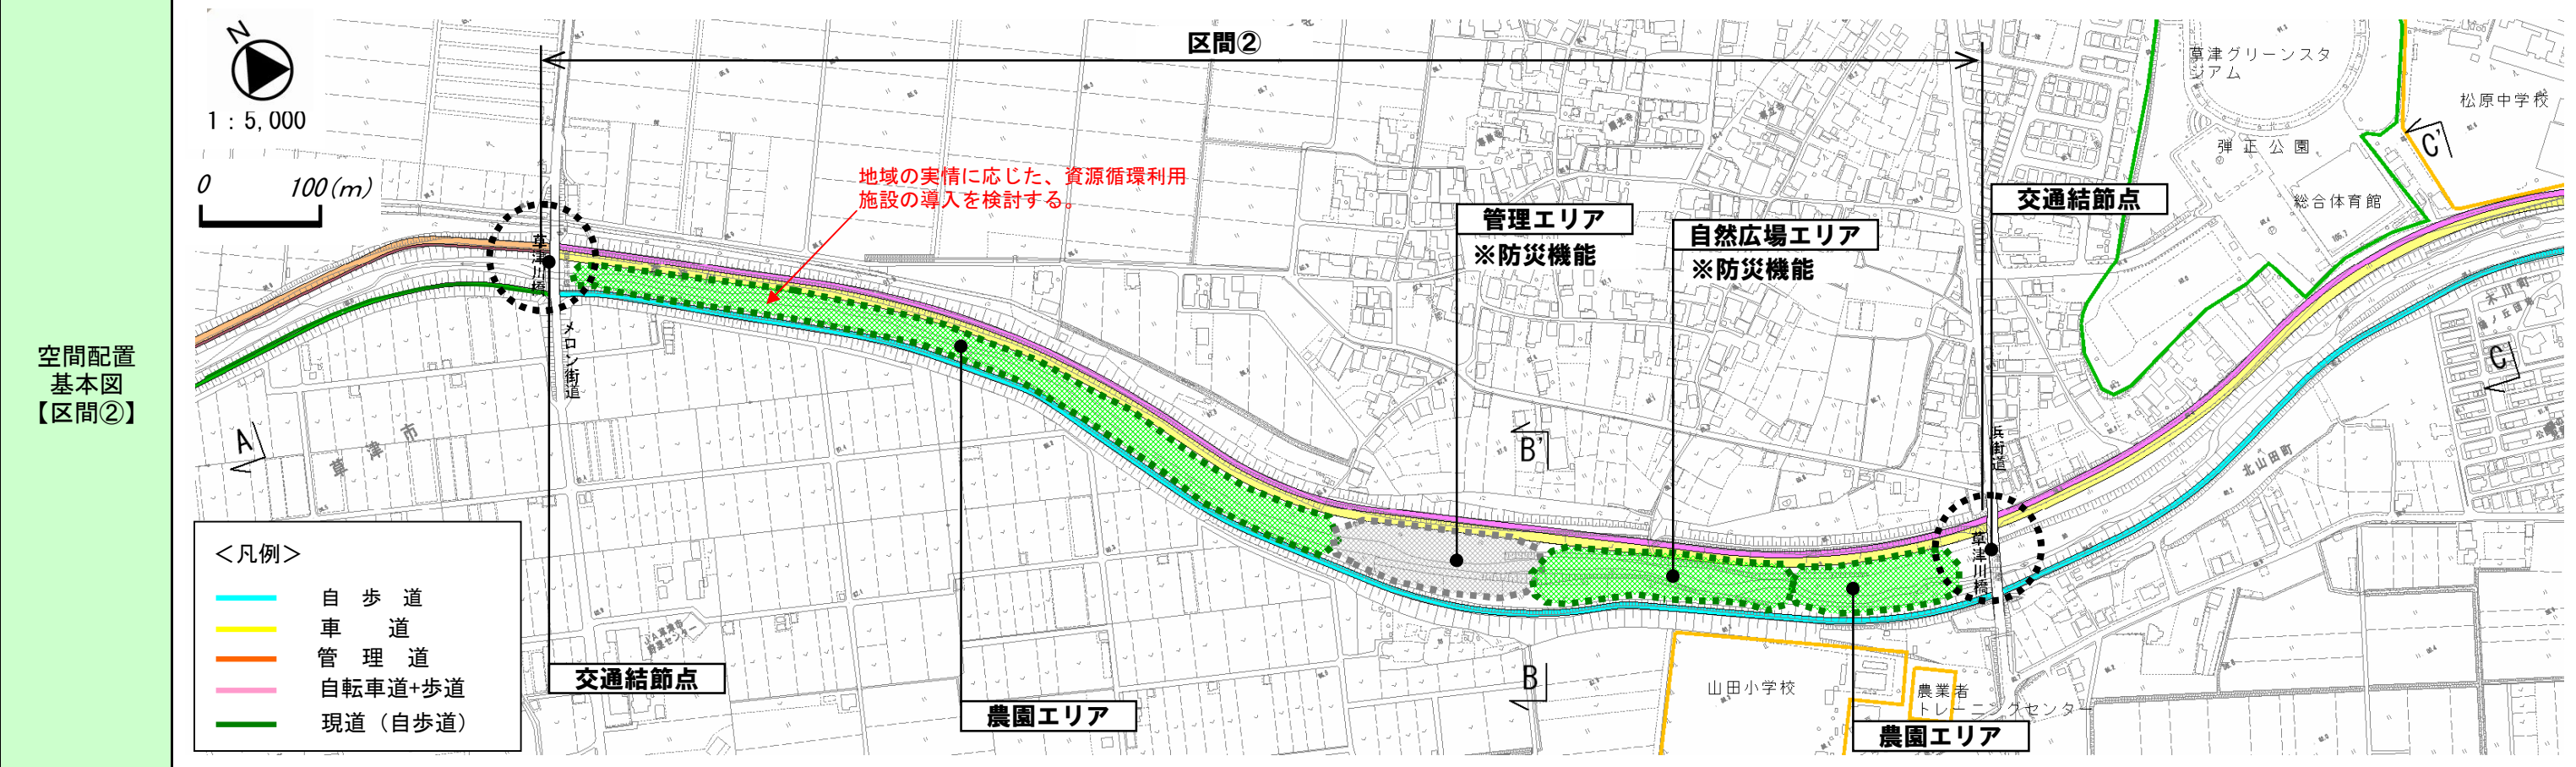 空間配置
基本図
【区間②】
N
1：5,000
0 100(m)
区間②
地域の実情に応じた、資源循環利用
施設の導入を検討する。
草津川橋
メロン街道
管理エリア
※防災機能
自然広場エリア
※防災機能
交通結節点
草津グリーンスタ
ジアム
松原中学校
弾正公園
総合体育館
C'
C
木川町
北山田町
兵街道
草津川橋
A
草津市
B'
B
＜凡例＞
自歩道
車道
管理道
自転車道+歩道
現道（自歩道）
交通結節点
農園エリア
山田小学校
農業者
トレーニングセンター
農園エリア